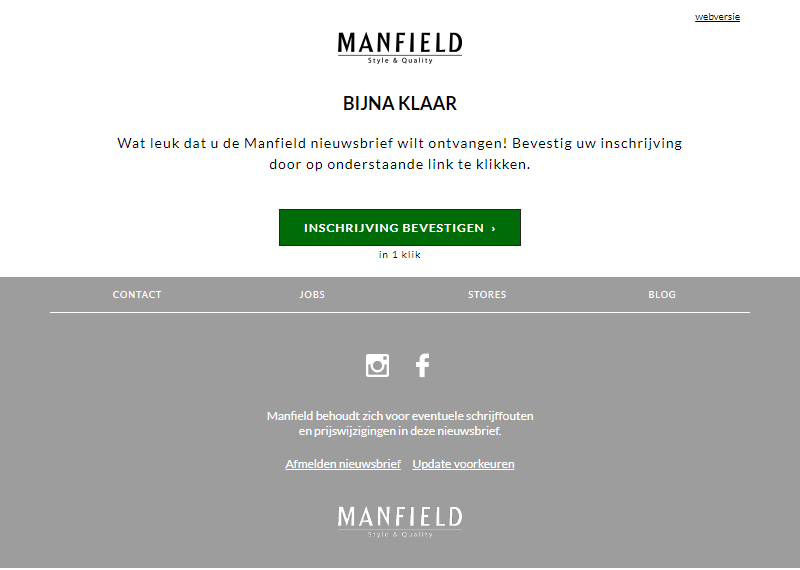 webversie
MANFIELD
Style & Quality
BIJNA KLAAR
Wat leuk dat u de Manfield nieuwsbrief wilt ontvangen! Bevestig uw inschrijving
door op onderstaande link te klikken.
INSCHRIJVING BEVESTIGEN ›
in 1 klik
CONTACT JOBS STORES BLOG
Manfield behoudt zich voor eventuele schrijffouten
en prijswijzigingen in deze nieuwsbrief.
Afmelden nieuwsbrief Update voorkeuren
MANFIELD
Style & Quality